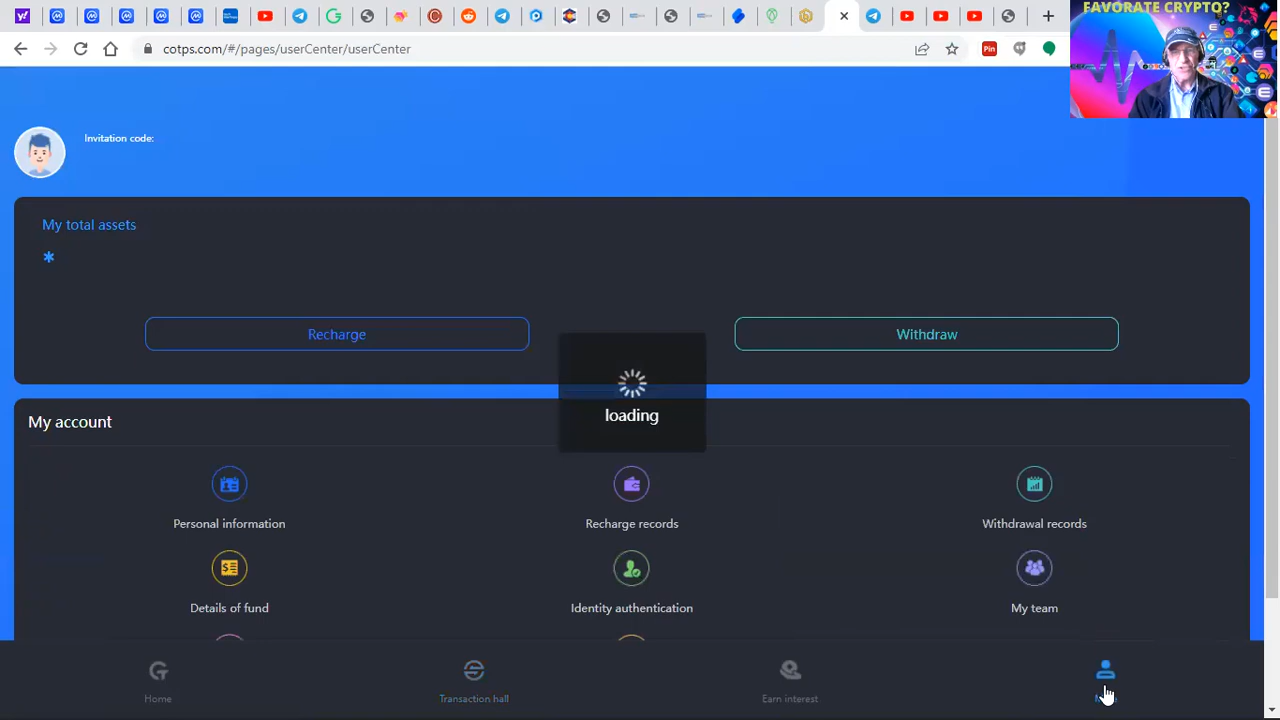 FAVORATE CRYPTO?
cotps.com/#/pages/userCenter/userCenter
Pin
Invitation code:
My total assets
*
Recharge
Withdraw
loading
My account
Personal information
Recharge records
Withdrawal records
Details of fund
Identity authentication
My team
Home
Transaction hall
Earn interest